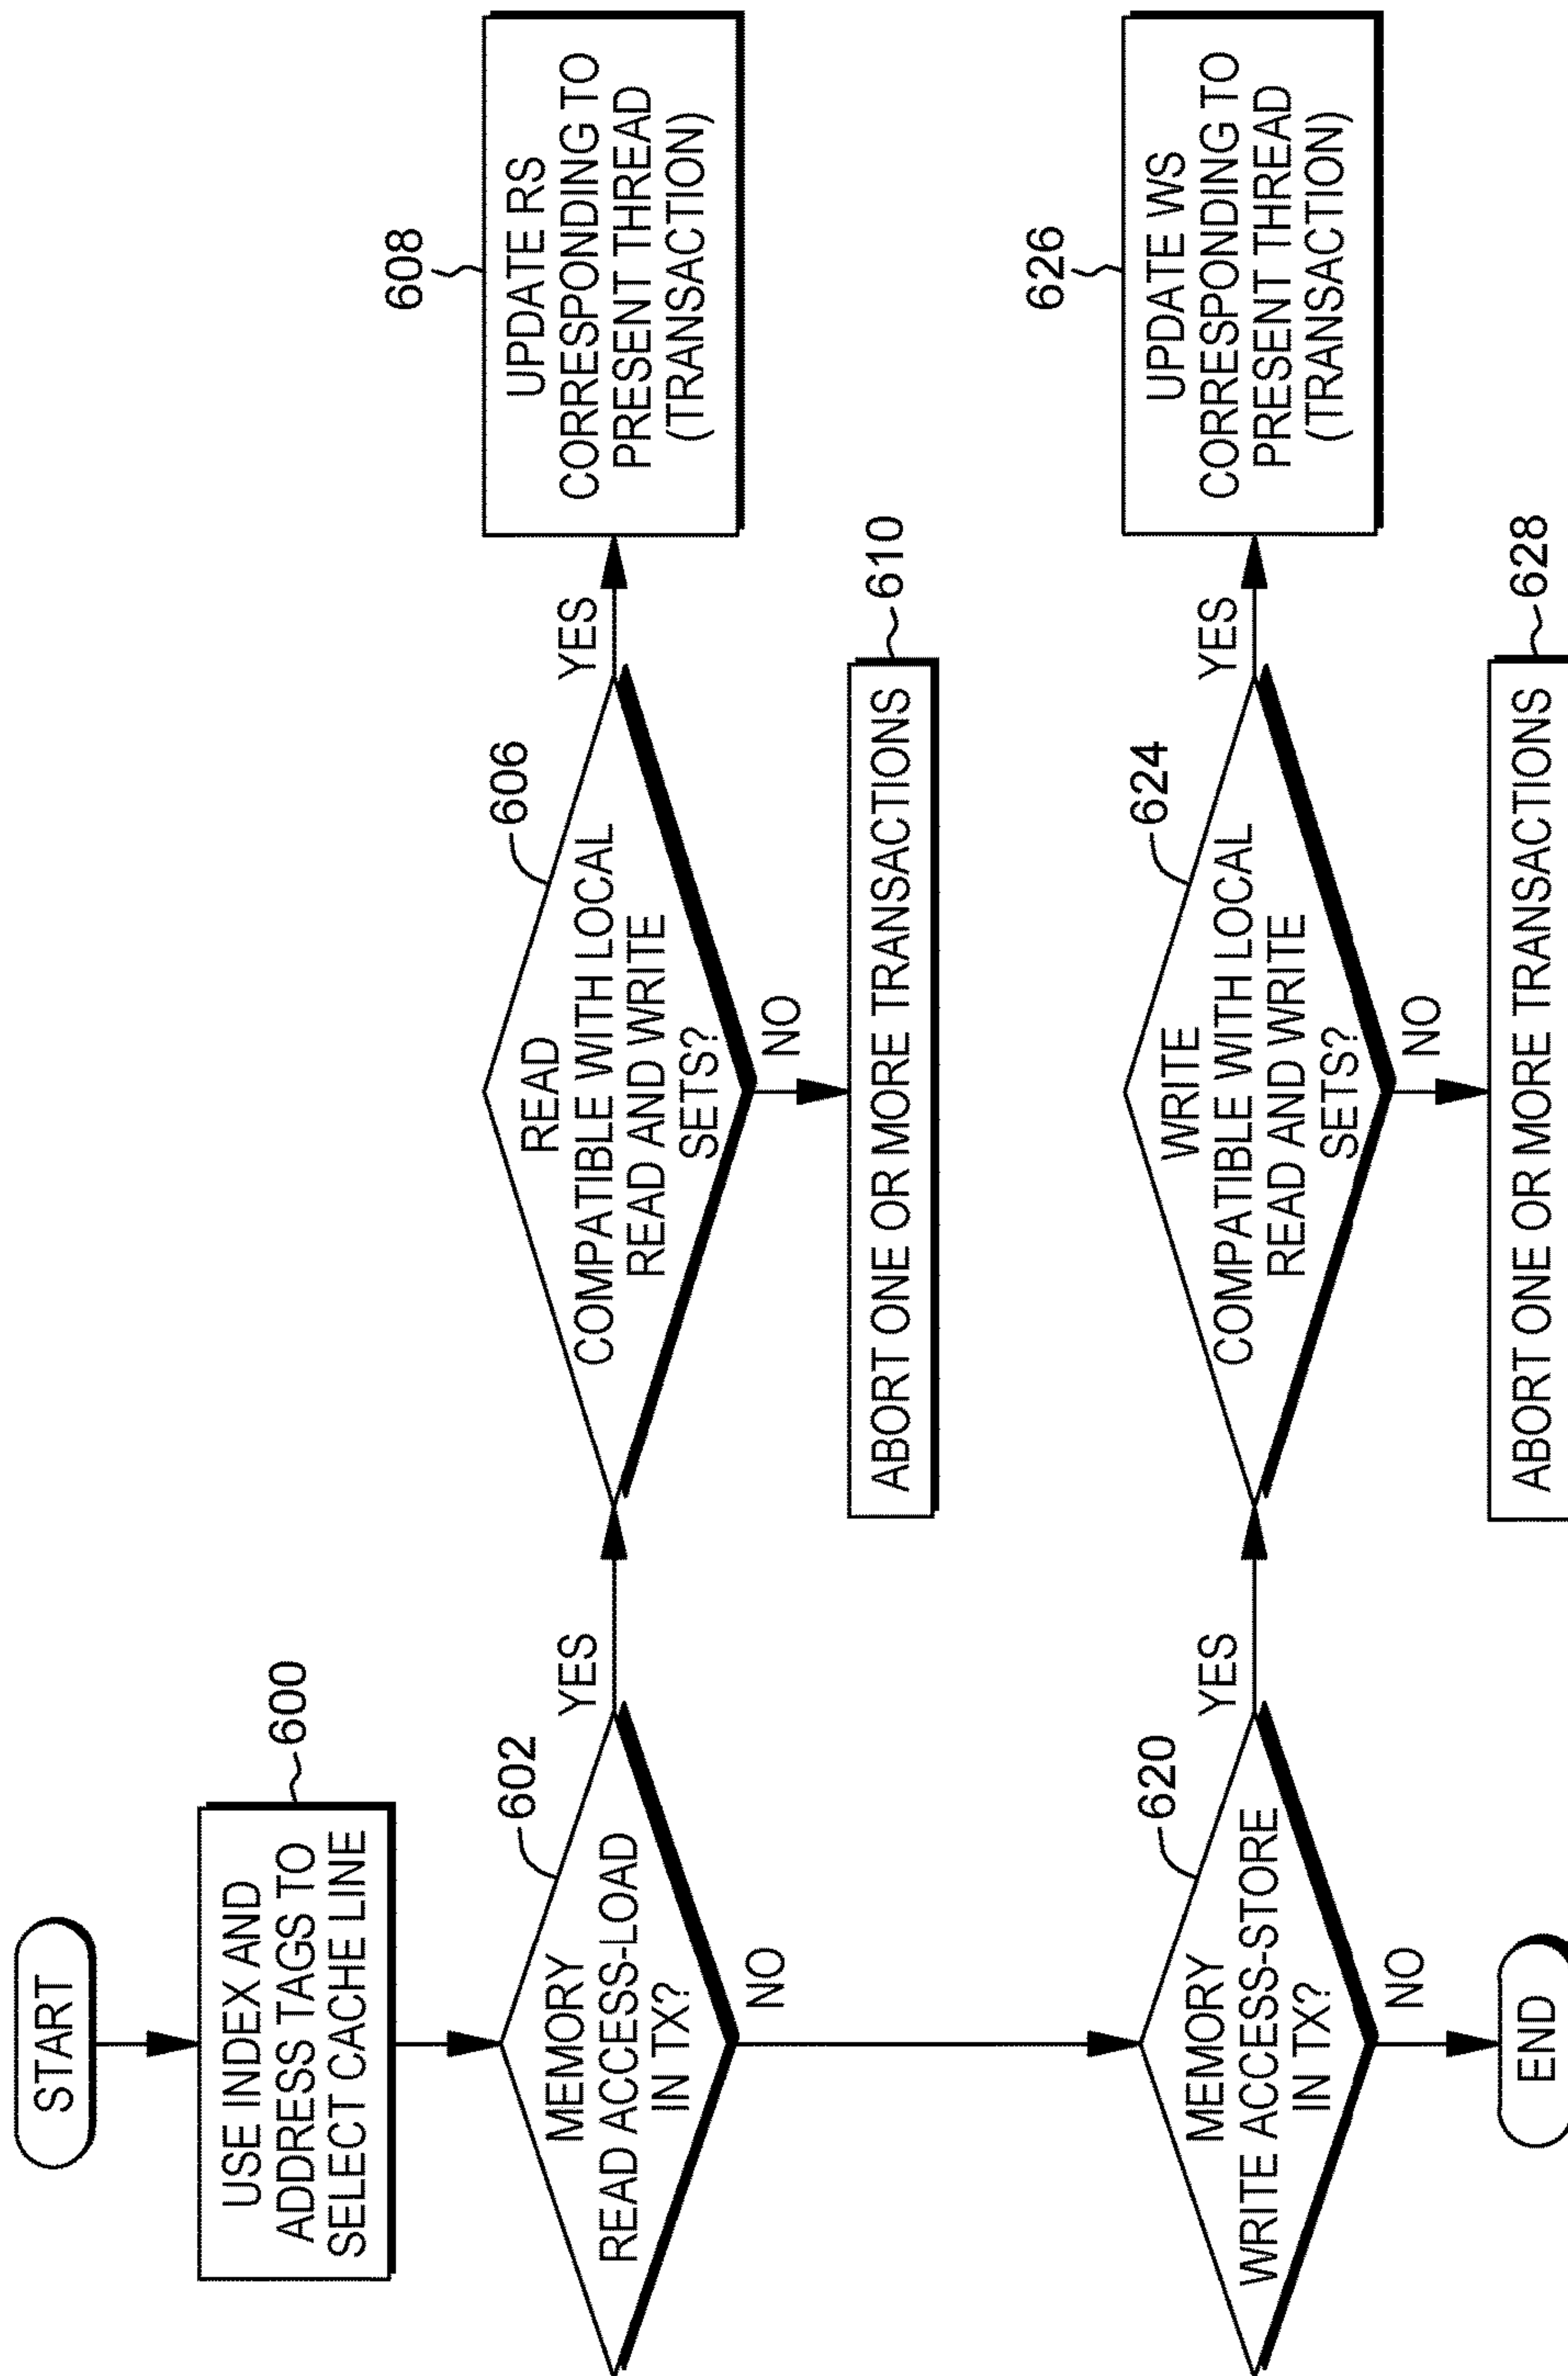 START
USE INDEX AND
ADDRESS TAGS TO
SELECT CACHE LINE
600
MEMORY
READ ACCESS-LOAD
IN TX?
602
YES
NO
READ
COMPATIBLE WITH LOCAL
READ AND WRITE
SETS?
606
YES
NO
UPDATE RS
CORRESPONDING TO
PRESENT THREAD
(TRANSACTION)
608
ABORT ONE OR MORE TRANSACTIONS
610
MEMORY
WRITE ACCESS-STORE
IN TX?
620
YES
NO
WRITE
COMPATIBLE WITH LOCAL
READ AND WRITE
SETS?
624
YES
NO
UPDATE WS
CORRESPONDING TO
PRESENT THREAD
(TRANSACTION)
626
ABORT ONE OR MORE TRANSACTIONS
628
END